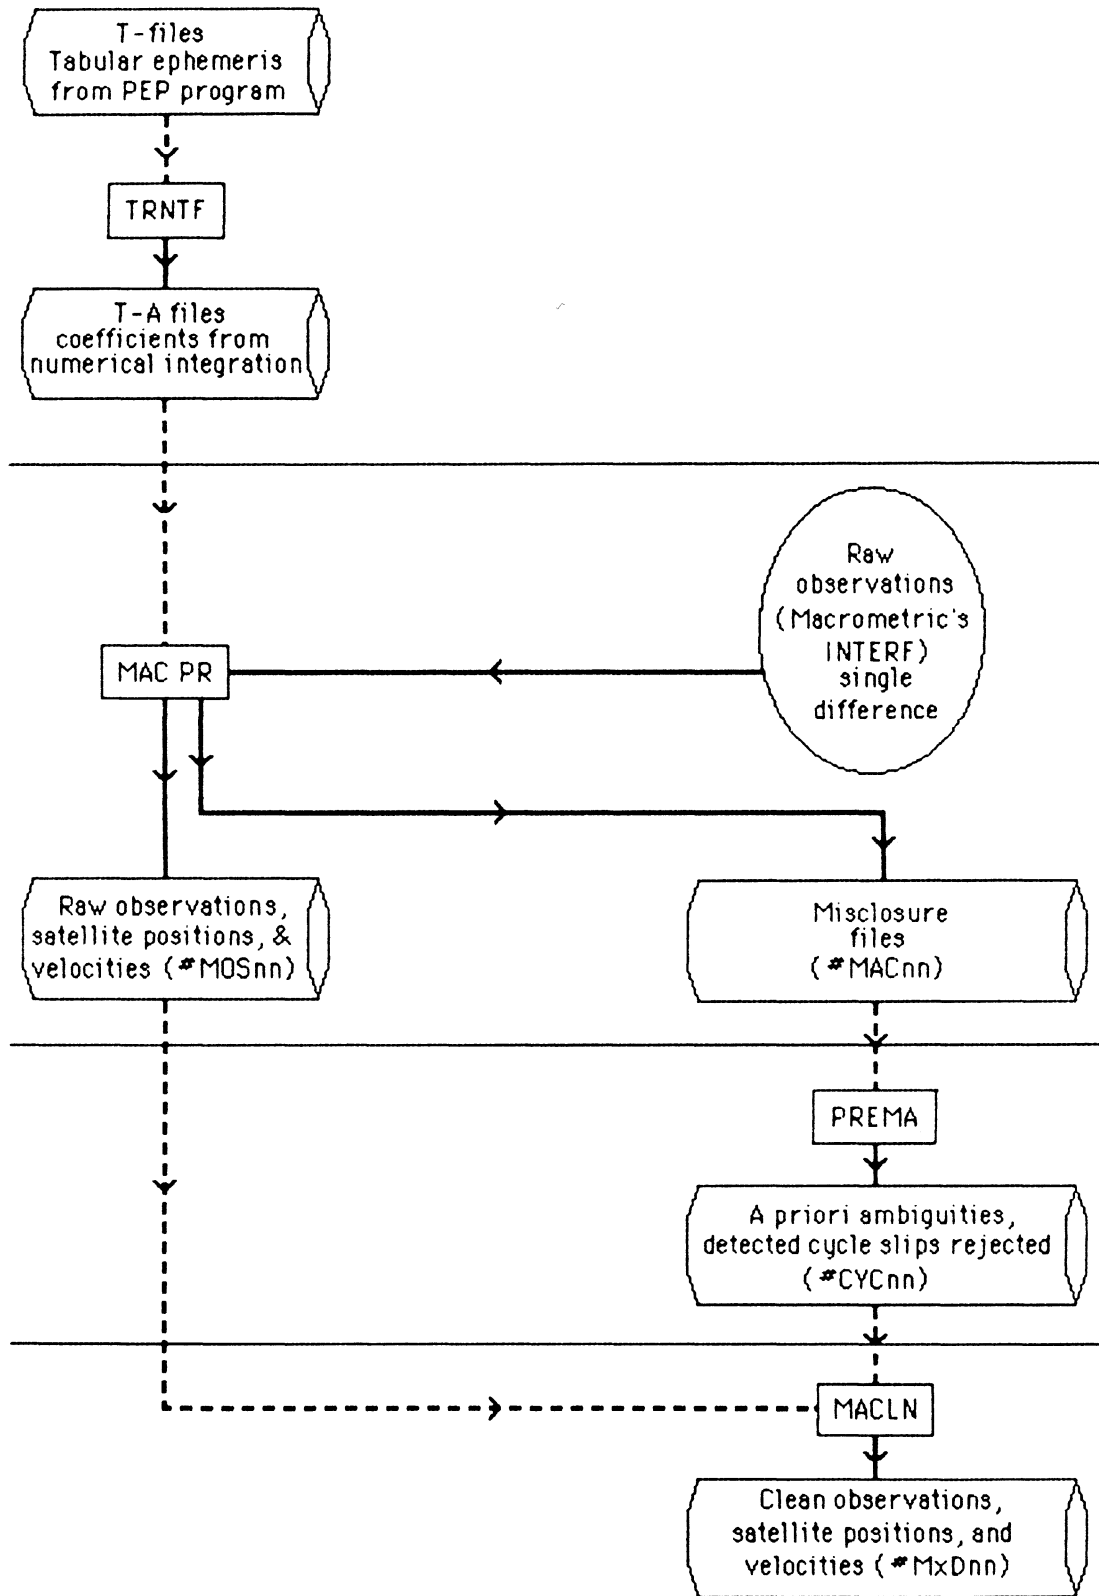 T-files
Tabular ephemeris
from PEP program
TRNTF
T-A files
coefficients from
numerical integration
Raw
observations
(Macrometric's
INTERF)
single
difference
MAC PR
Raw observations,
satellite positions, &
velocities (#MOSnn)
Misclosure
files
(#MACnn)
PREMA
A priori ambiguities,
detected cycle slips rejected
(#CYCnn)
MACLN
Clean observations,
satellite positions, and
velocities (#MxDnn)